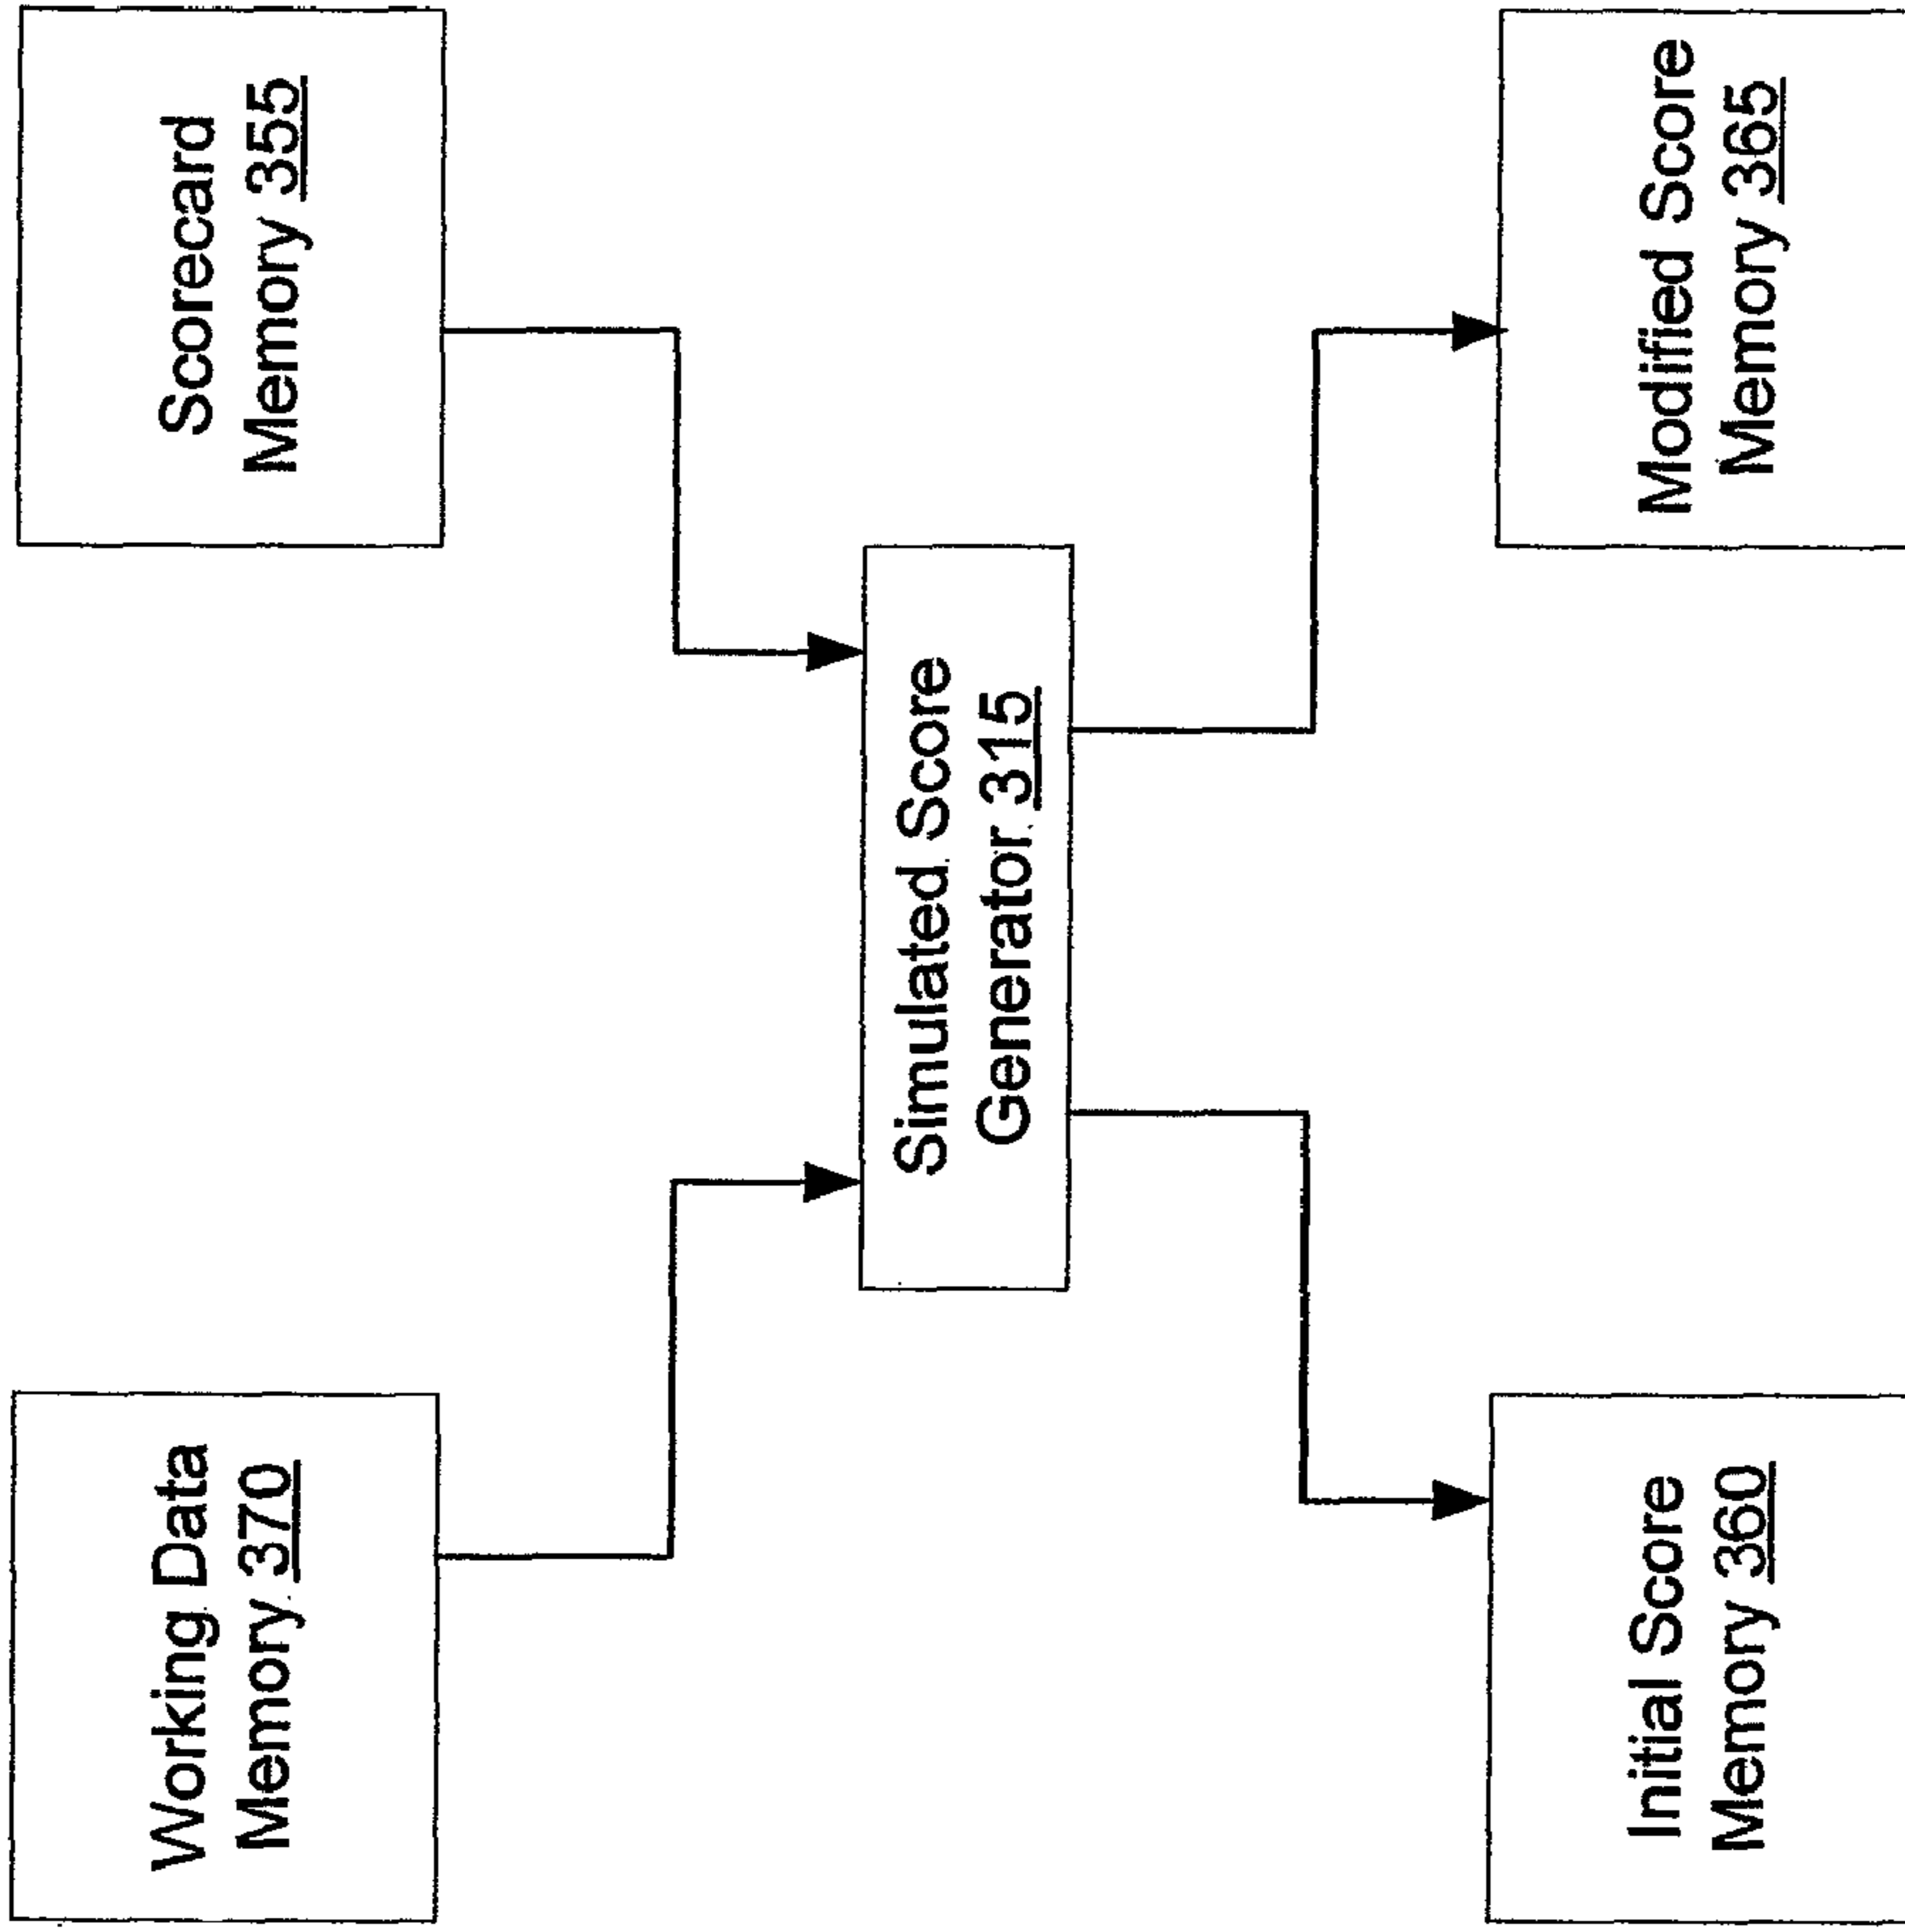 Working Data
Memory 370
Scorecard
Memory 355
Simulated Score
Generator 315
Initial Score
Memory 360
Modified Score
Memory 365